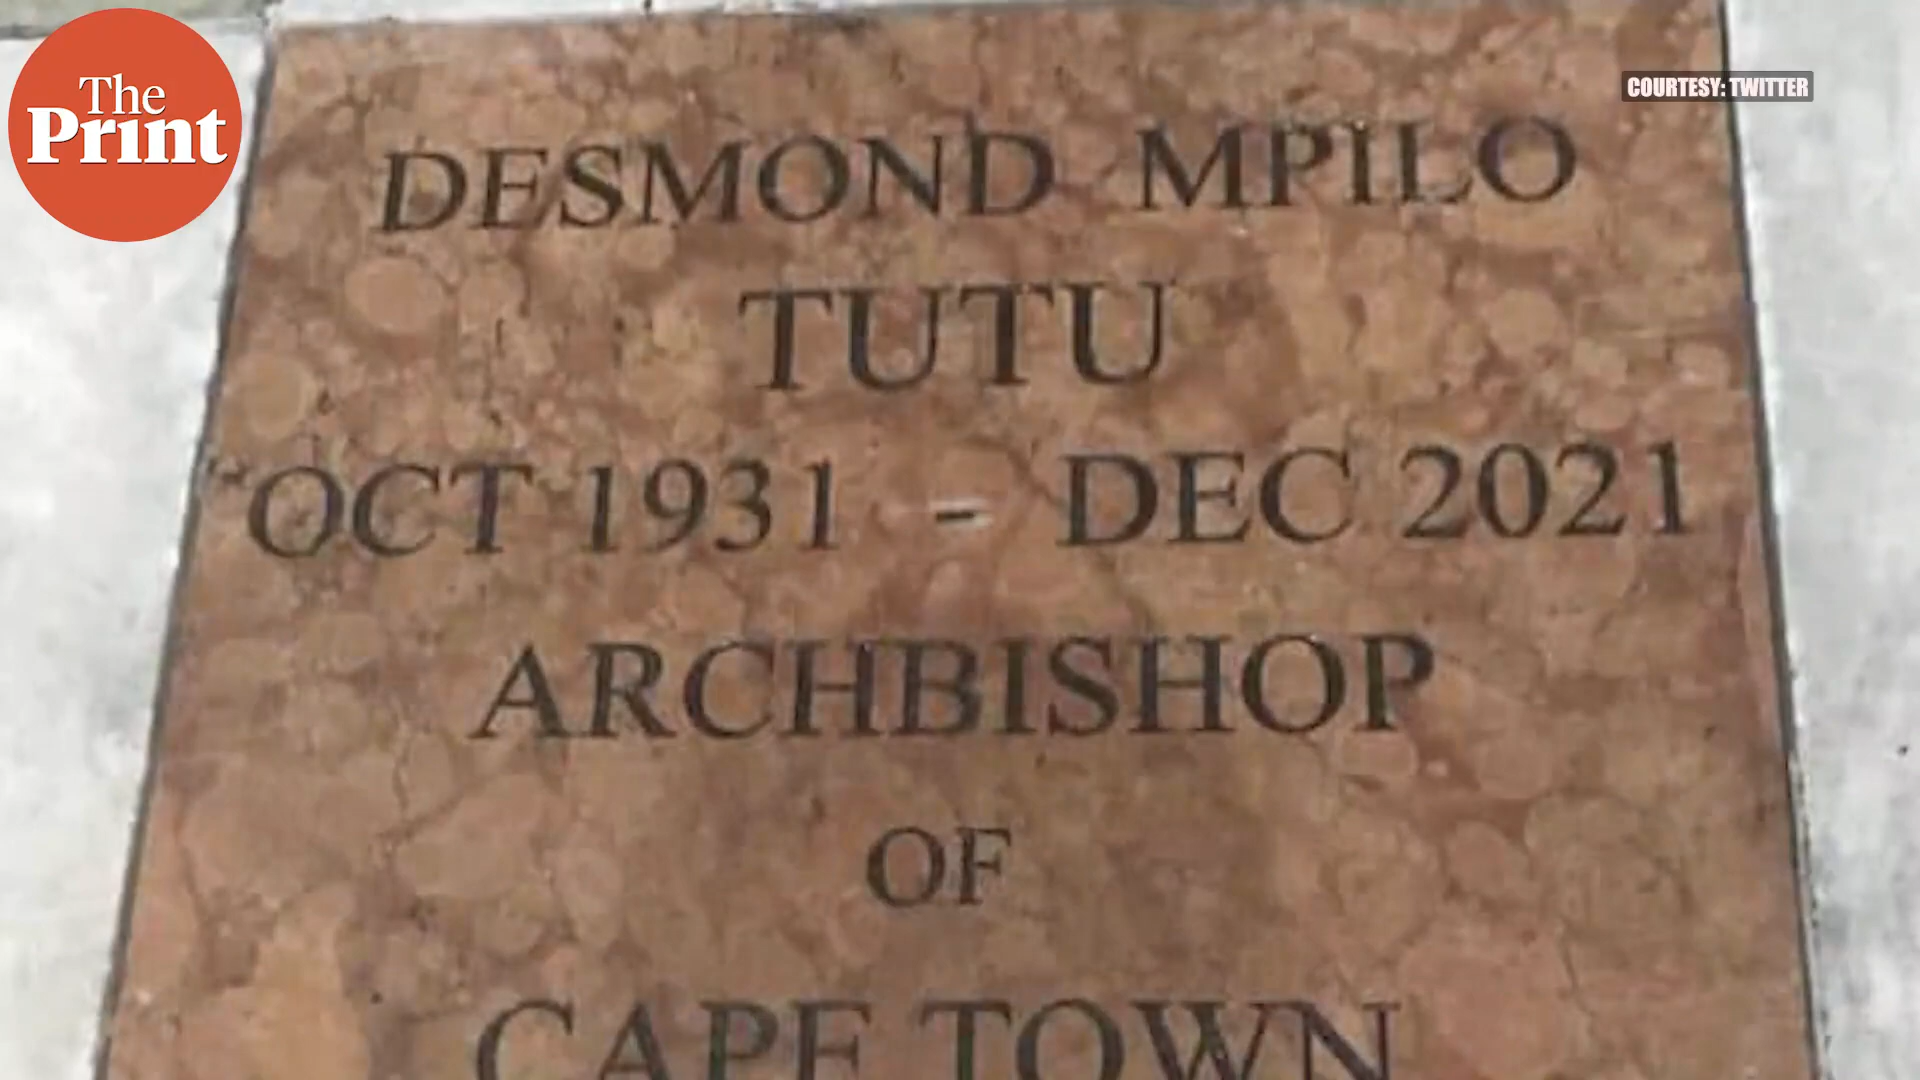 The
Print
COURTESY: TWITTER
DESMOND MPILO
TUTU
OCT 1931 - DEC 2021
ARCHBISHOP
OF
CAPE TOWN